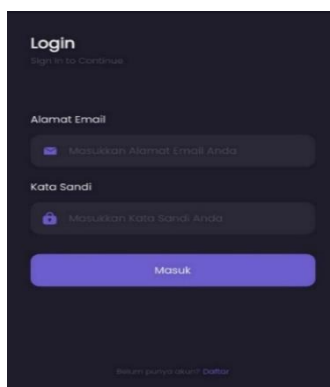 Login
Sign in to Continue
Alamat Email
Masukkan Alamat Email Anda
Kata Sandi
Masukkan Kata Sandi Anda
Masuk
Belum punya akun? Daftar